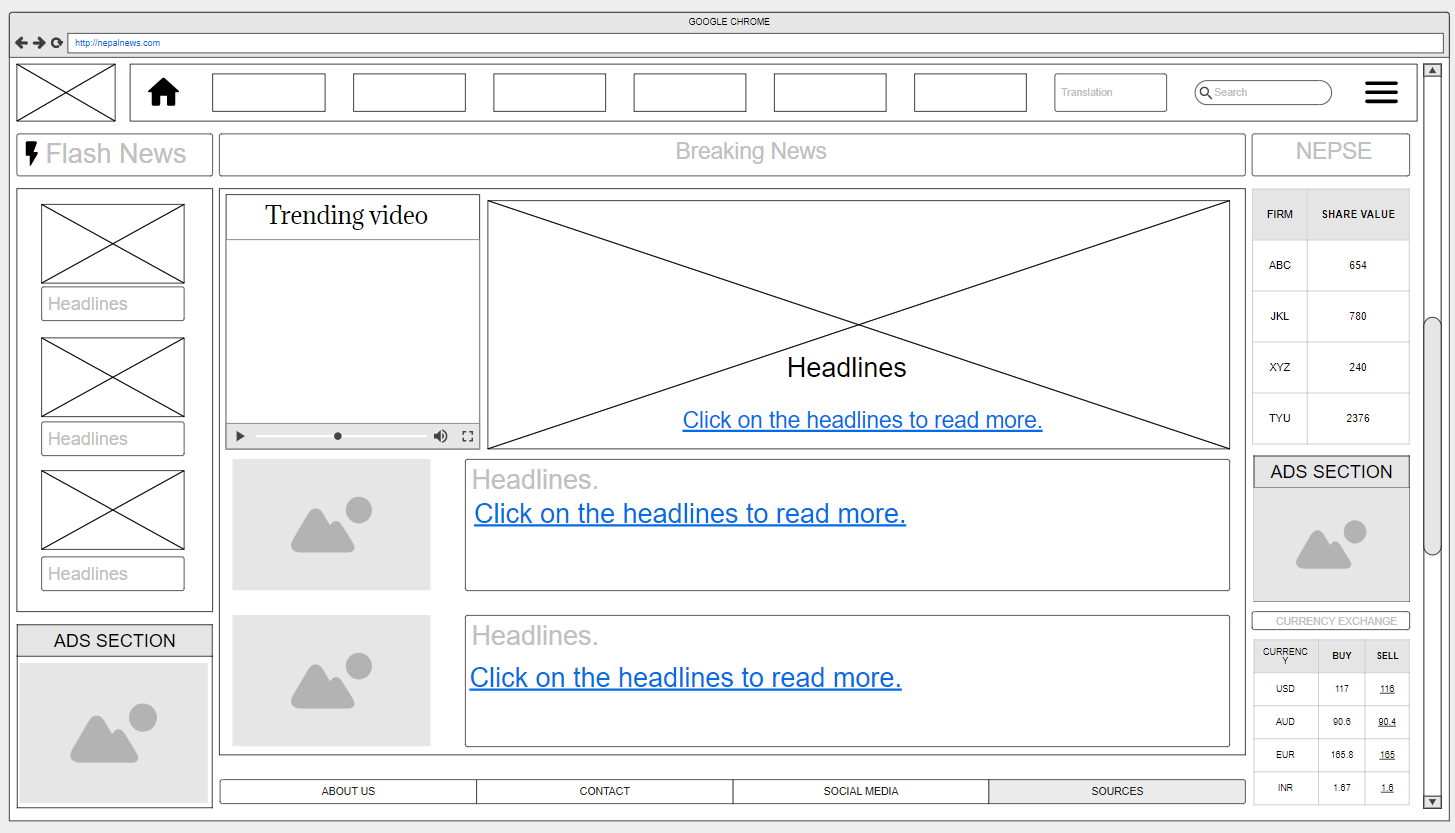 GOOGLE CHROME
http://nepalnews.com
Translation
Search
Flash News
Breaking News
NEPSE
Headlines
Headlines
Headlines
ADS SECTION
Trending video
Headlines
Click on the headlines to read more.
Headlines.
Click on the headlines to read more.
Headlines.
Click on the headlines to read more.
FIRM SHARE VALUE
ABC 654
JKL 780
XYZ 240
TYU 2376
ADS SECTION
CURRENCY EXCHANGE
CURRENC
Y BUY SELL
USD 117 116
AUD 90.6 90.4
EUR 165.8 165
INR 1.67 1.6
ABOUT US CONTACT SOCIAL MEDIA SOURCES